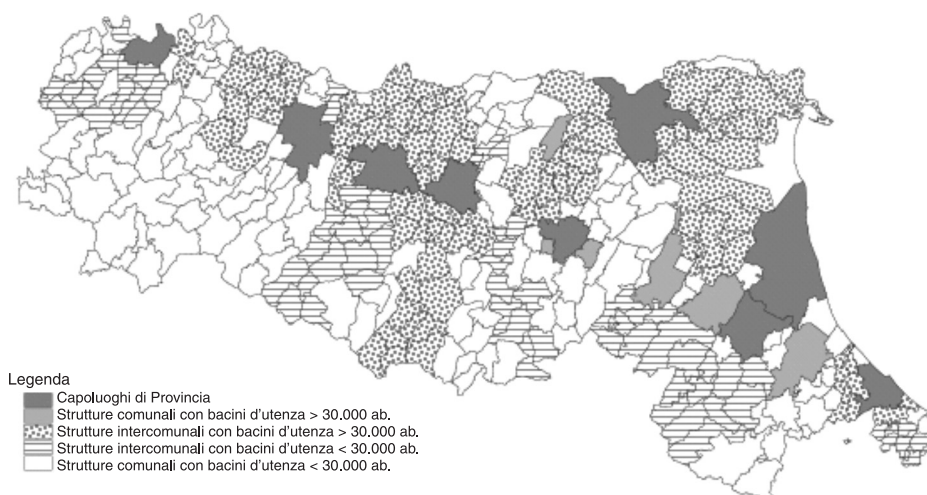 Legenda
Capoluoghi di Provincia
Strutture comunali con bacini d'utenza > 30.000 ab.
Strutture intercomunali con bacini d'utenza > 30.000 ab.
Strutture intercomunali con bacini d'utenza < 30.000 ab.
Strutture comunali con bacini d'utenza < 30.000 ab.